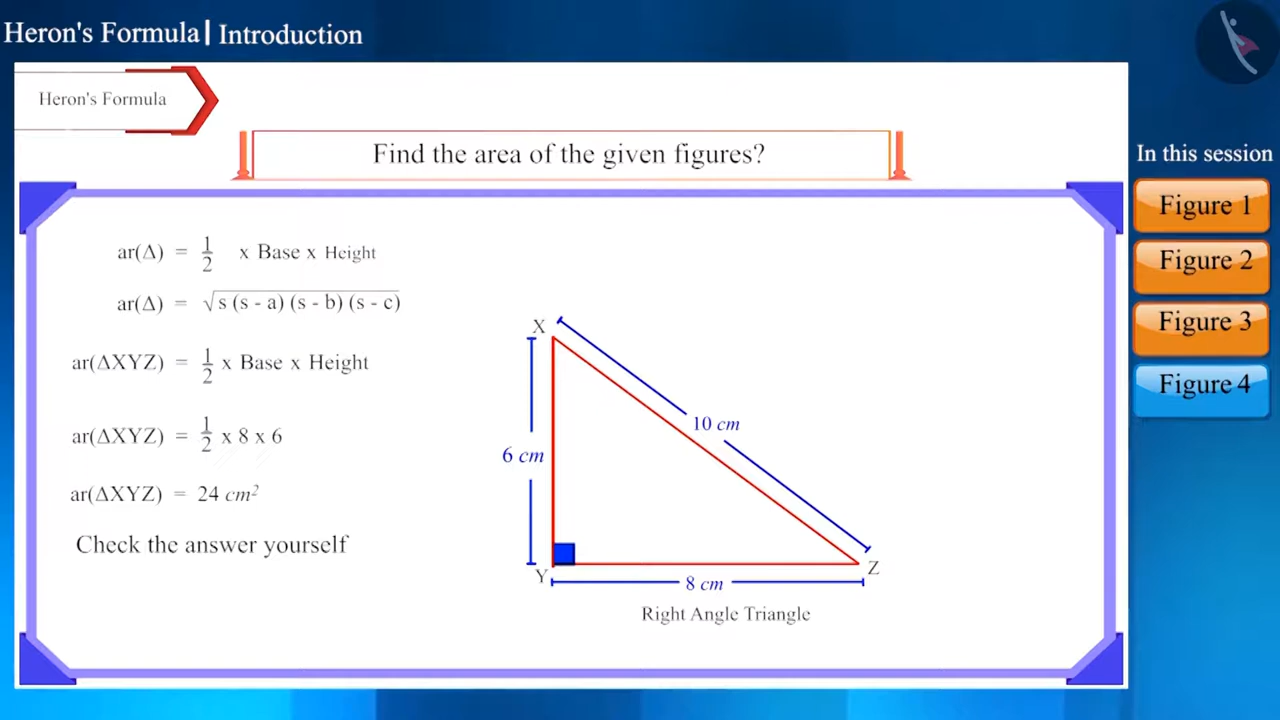 Heron's Formula | Introduction
Heron's Formula
Find the area of the given figures?
In this session
Figure 1
Figure 2
Figure 3
Figure 4
ar(Δ) = 1/2 x Base x Height
ar(Δ) = √s (s - a) (s - b) (s - c)
ar(ΔXYZ) = 1/2 x Base x Height
ar(ΔXYZ) = 1/2 x 8 x 6
ar(ΔXYZ) = 24 cm²
Check the answer yourself
X
10 cm
6 cm
Y
Z
8 cm
Right Angle Triangle